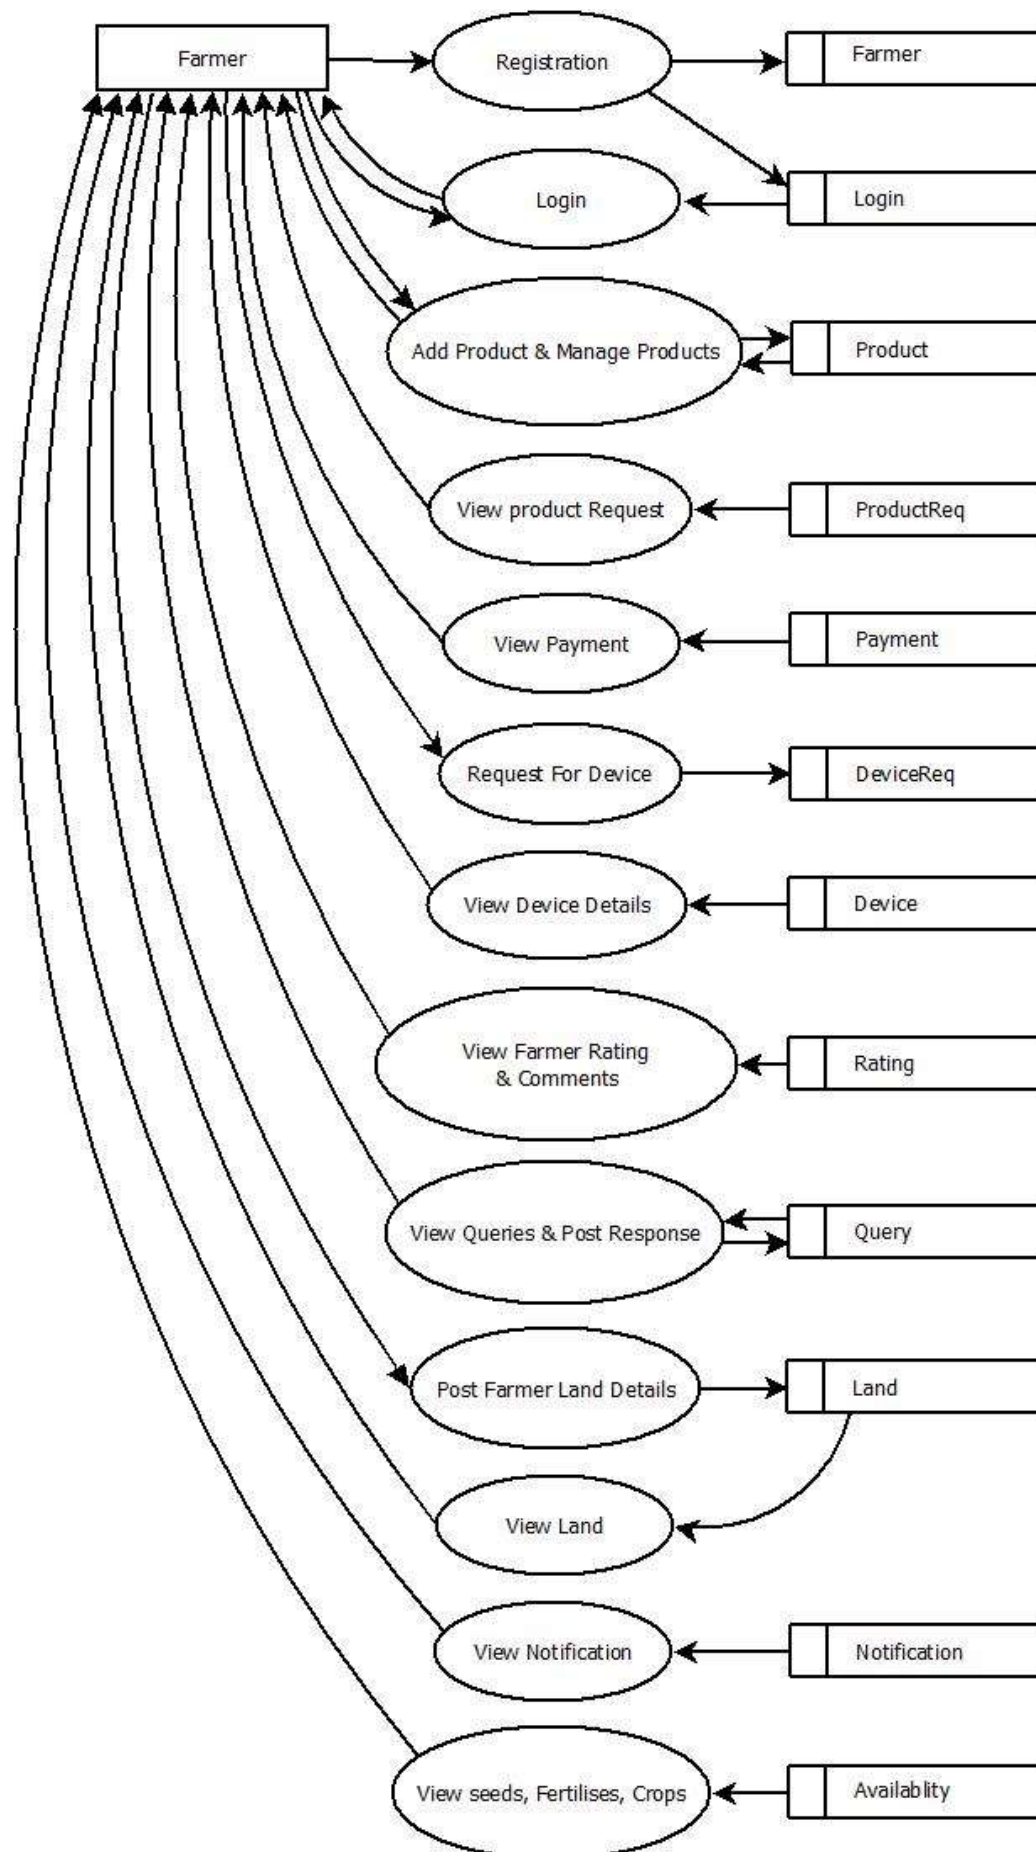 Farmer
Registration
Farmer
Login
Login
Add Product & Manage Products
Product
View product Request
ProductReq
View Payment
Payment
Request For Device
DeviceReq
View Device Details
Device
View Farmer Rating
& Comments
Rating
View Queries & Post Response
Query
Post Farmer Land Details
Land
View Land
View Notification
Notification
View seeds, Fertilises, Crops
Availablity